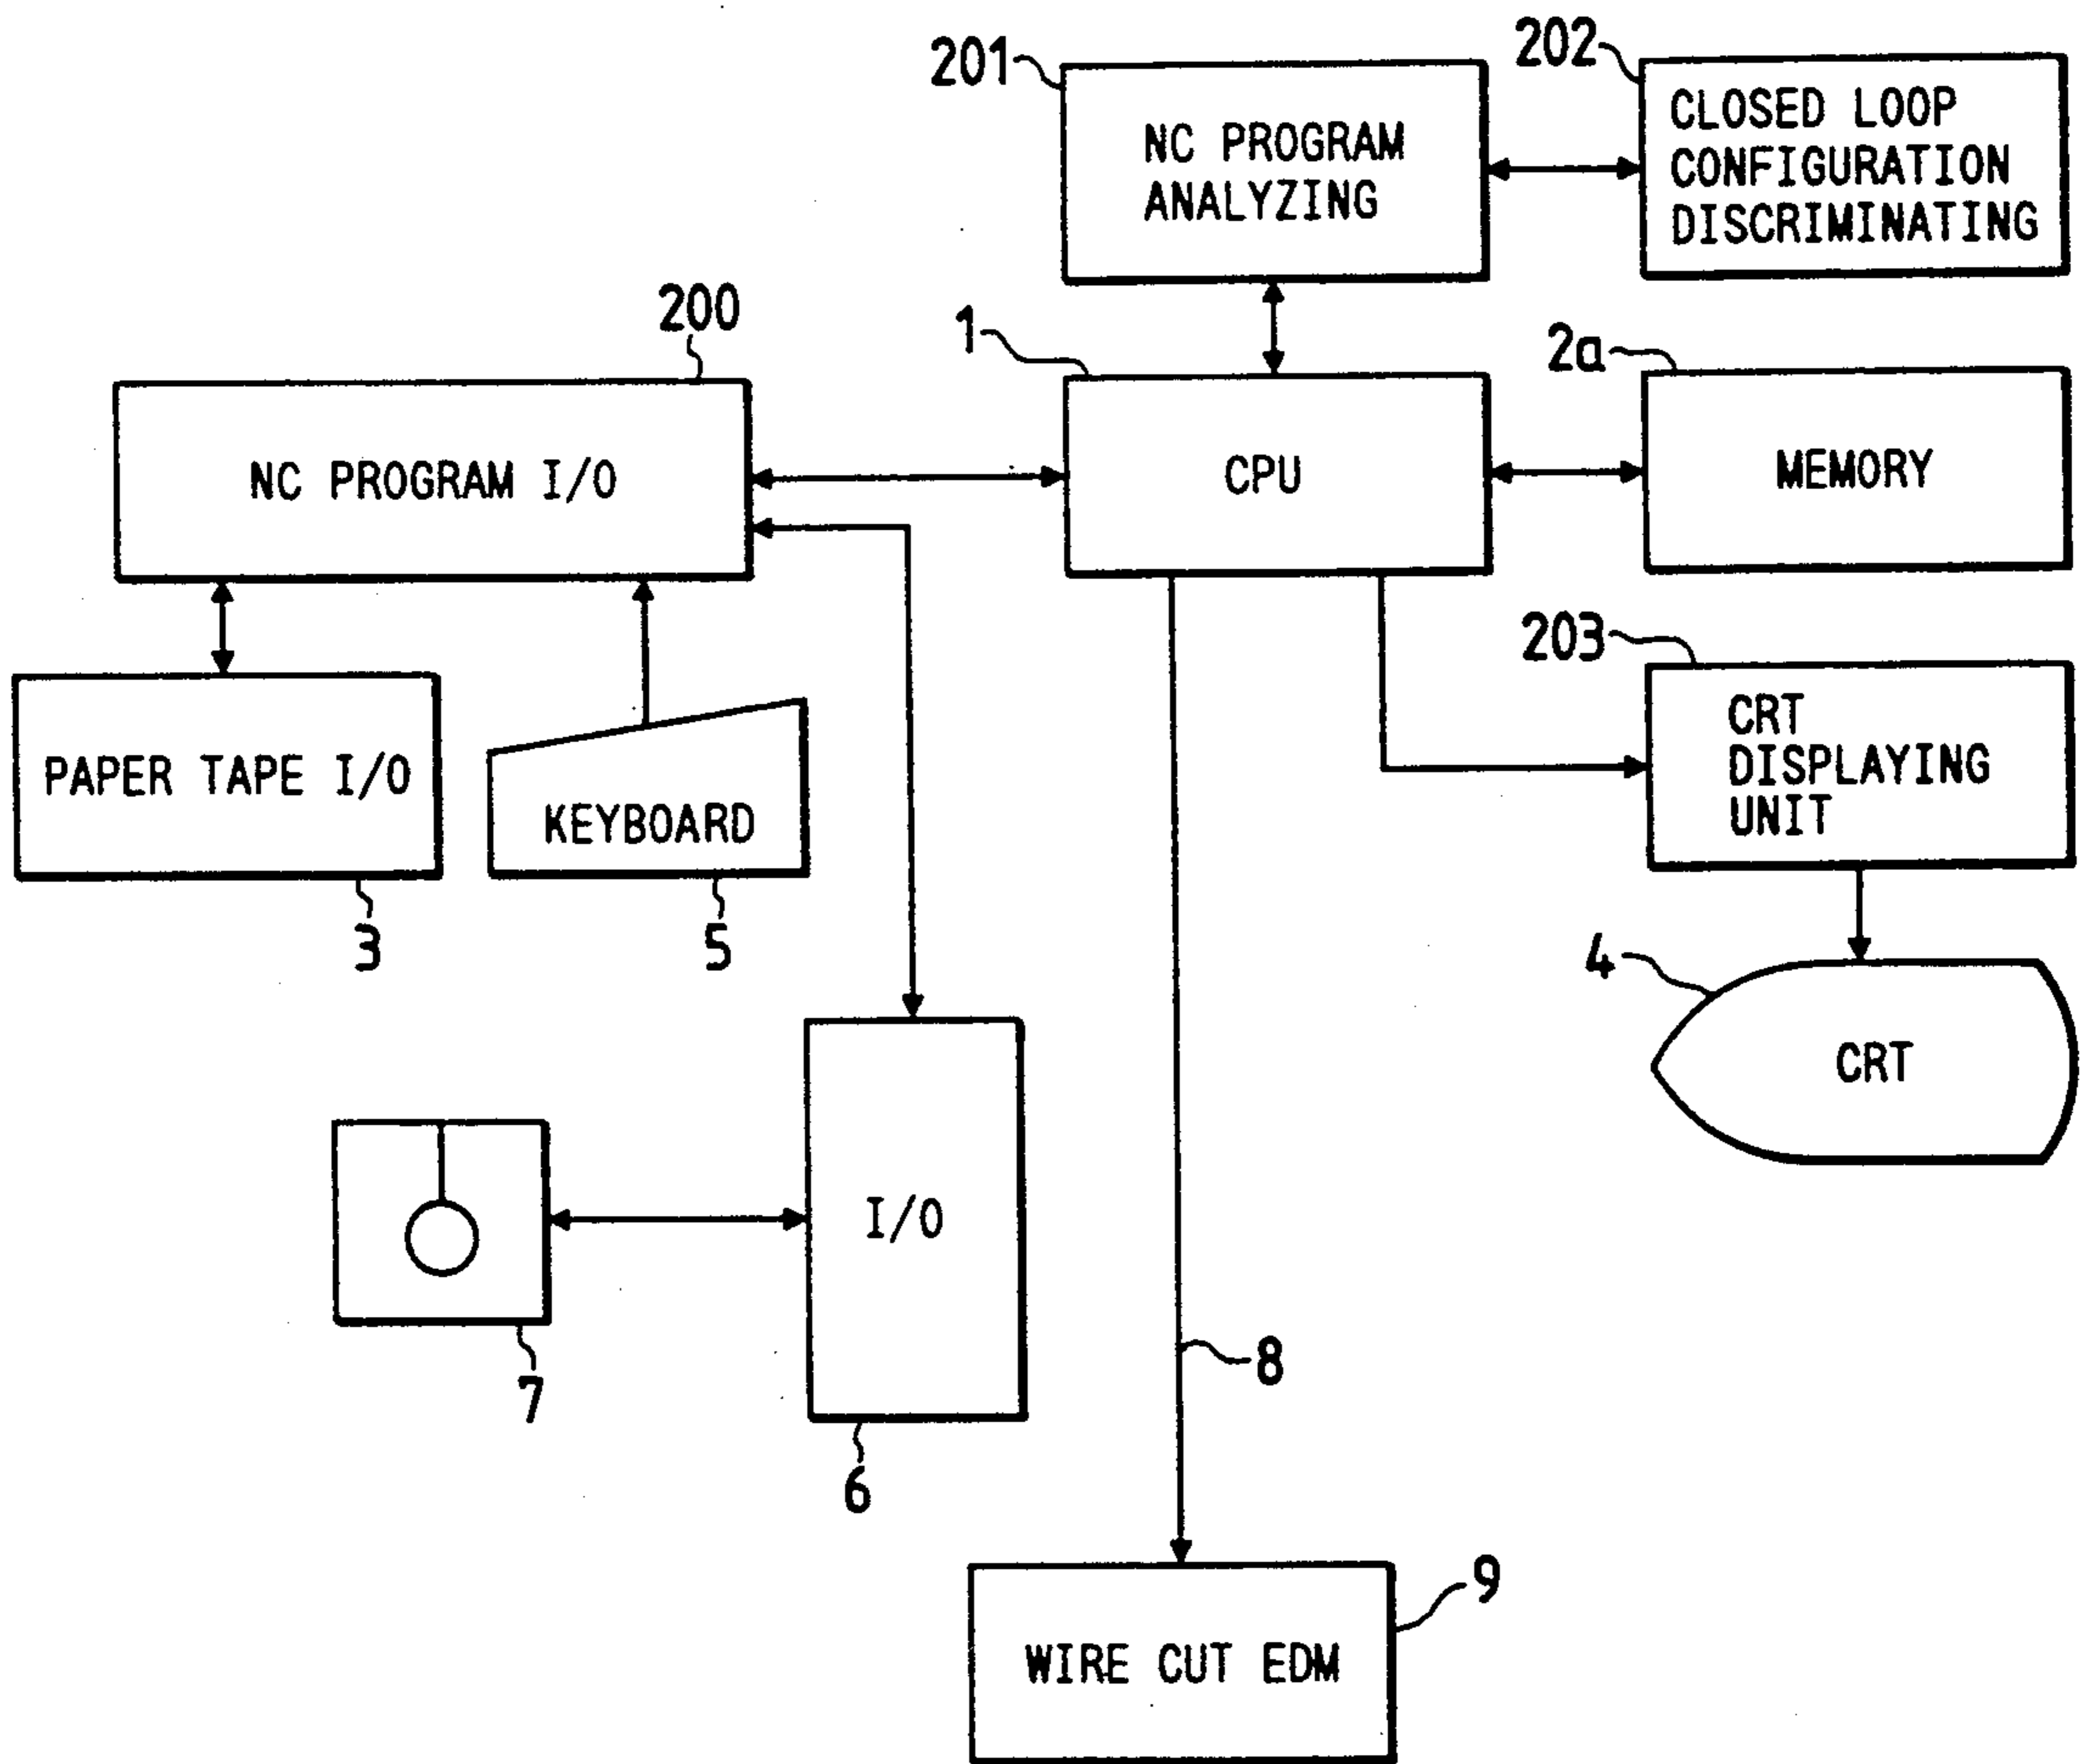 201
NC PROGRAM
ANALYZING
202
CLOSED LOOP
CONFIGURATION
DISCRIMINATING
200
NC PROGRAM I/O
1
CPU
2a
MEMORY
PAPER TAPE I/O
3
KEYBOARD
5
203
CRT
DISPLAYING
UNIT
4
CRT
7
I/O
6
8
WIRE CUT EDM
9